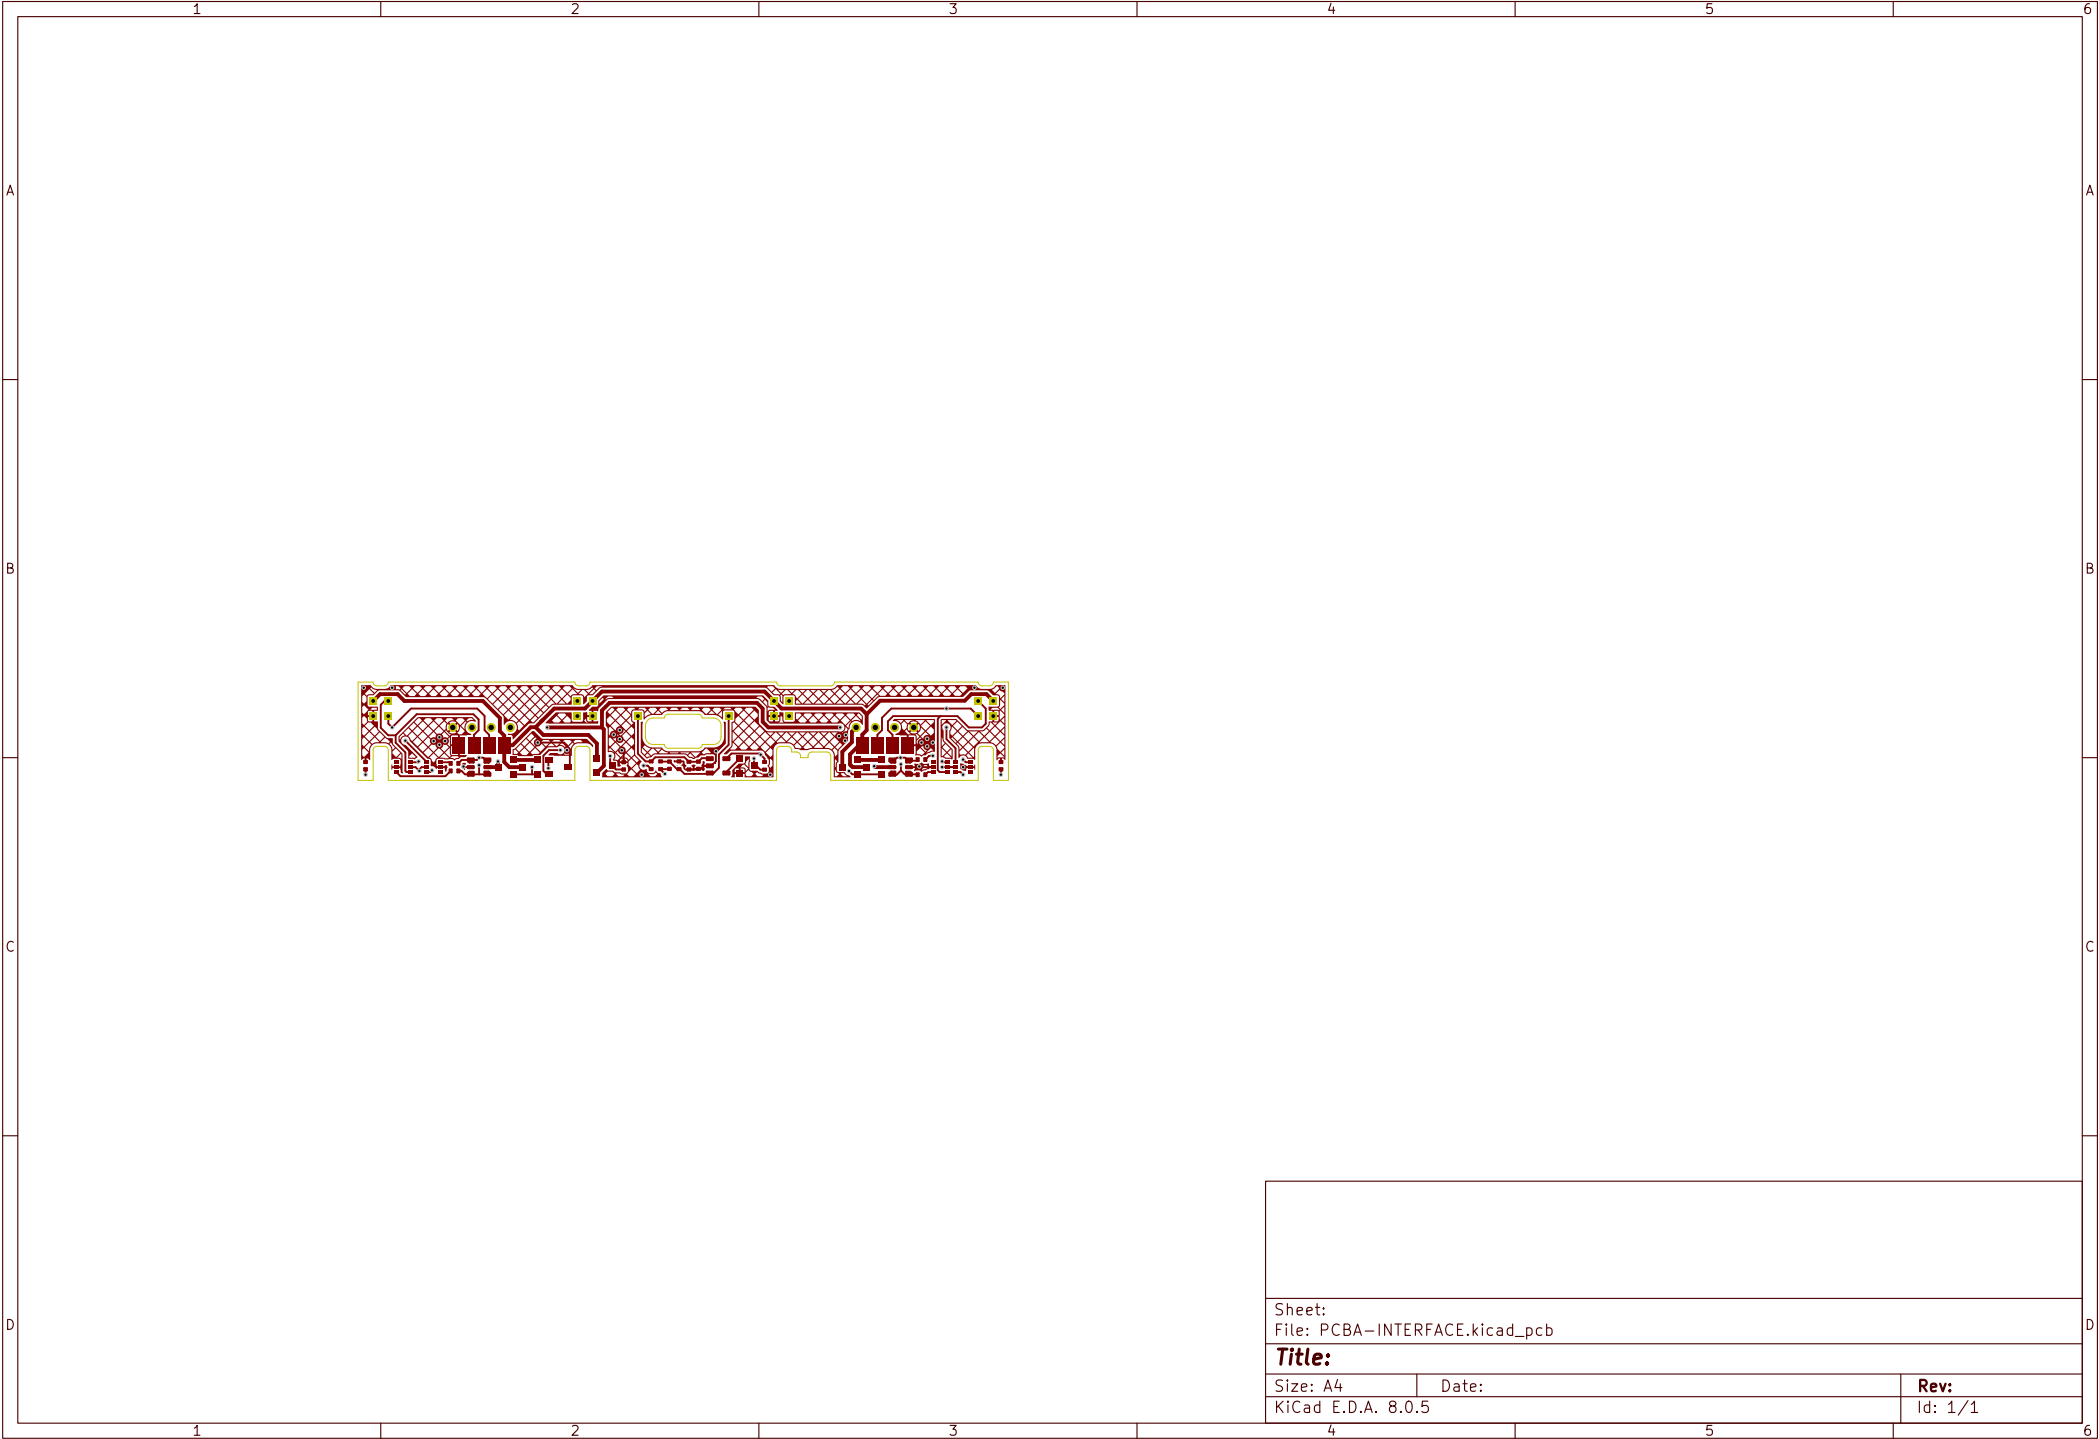 1 2 3 4 5 6
A A
B B
C C
D D
Sheet:
File: PCBA-INTERFACE.kicad_pcb
Title:
Size: A4 Date: Rev:
KiCad E.D.A. 8.0.5 Id: 1/1
1 2 3 4 5 6